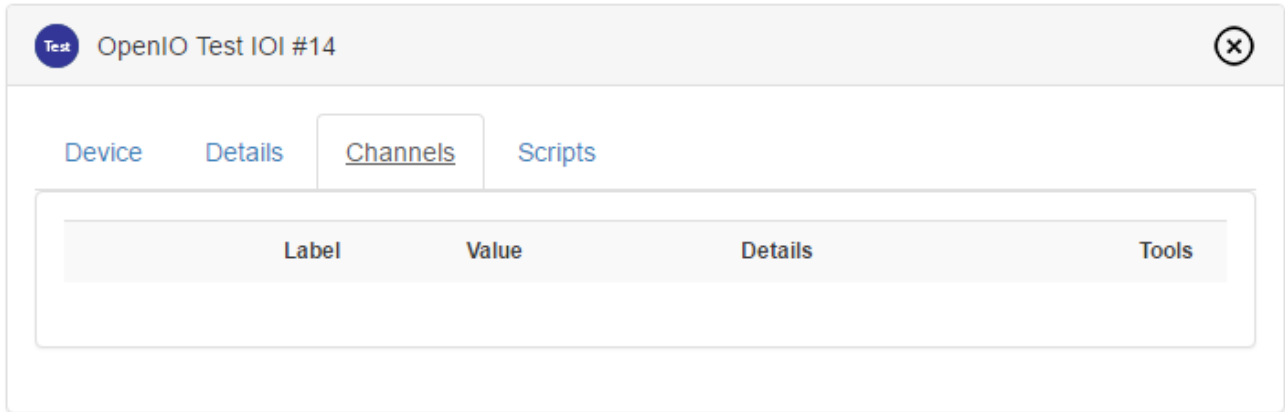 Test OpenIO Test IOI #14
Device Details Channels Scripts
Label Value Details Tools